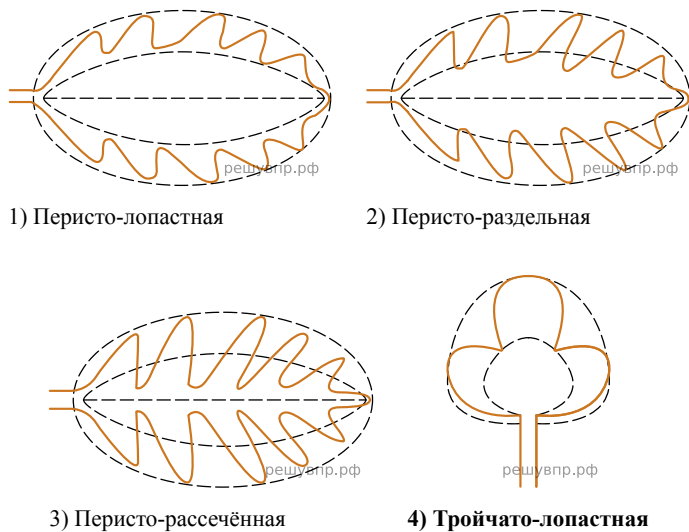 решувпр.рф
решувпр.рф
1) Перисто-лопастная
2) Перисто-раздельная
решувпр.рф
решувпр.рф
3) Перисто-рассечённая
4) Тройчато-лопастная